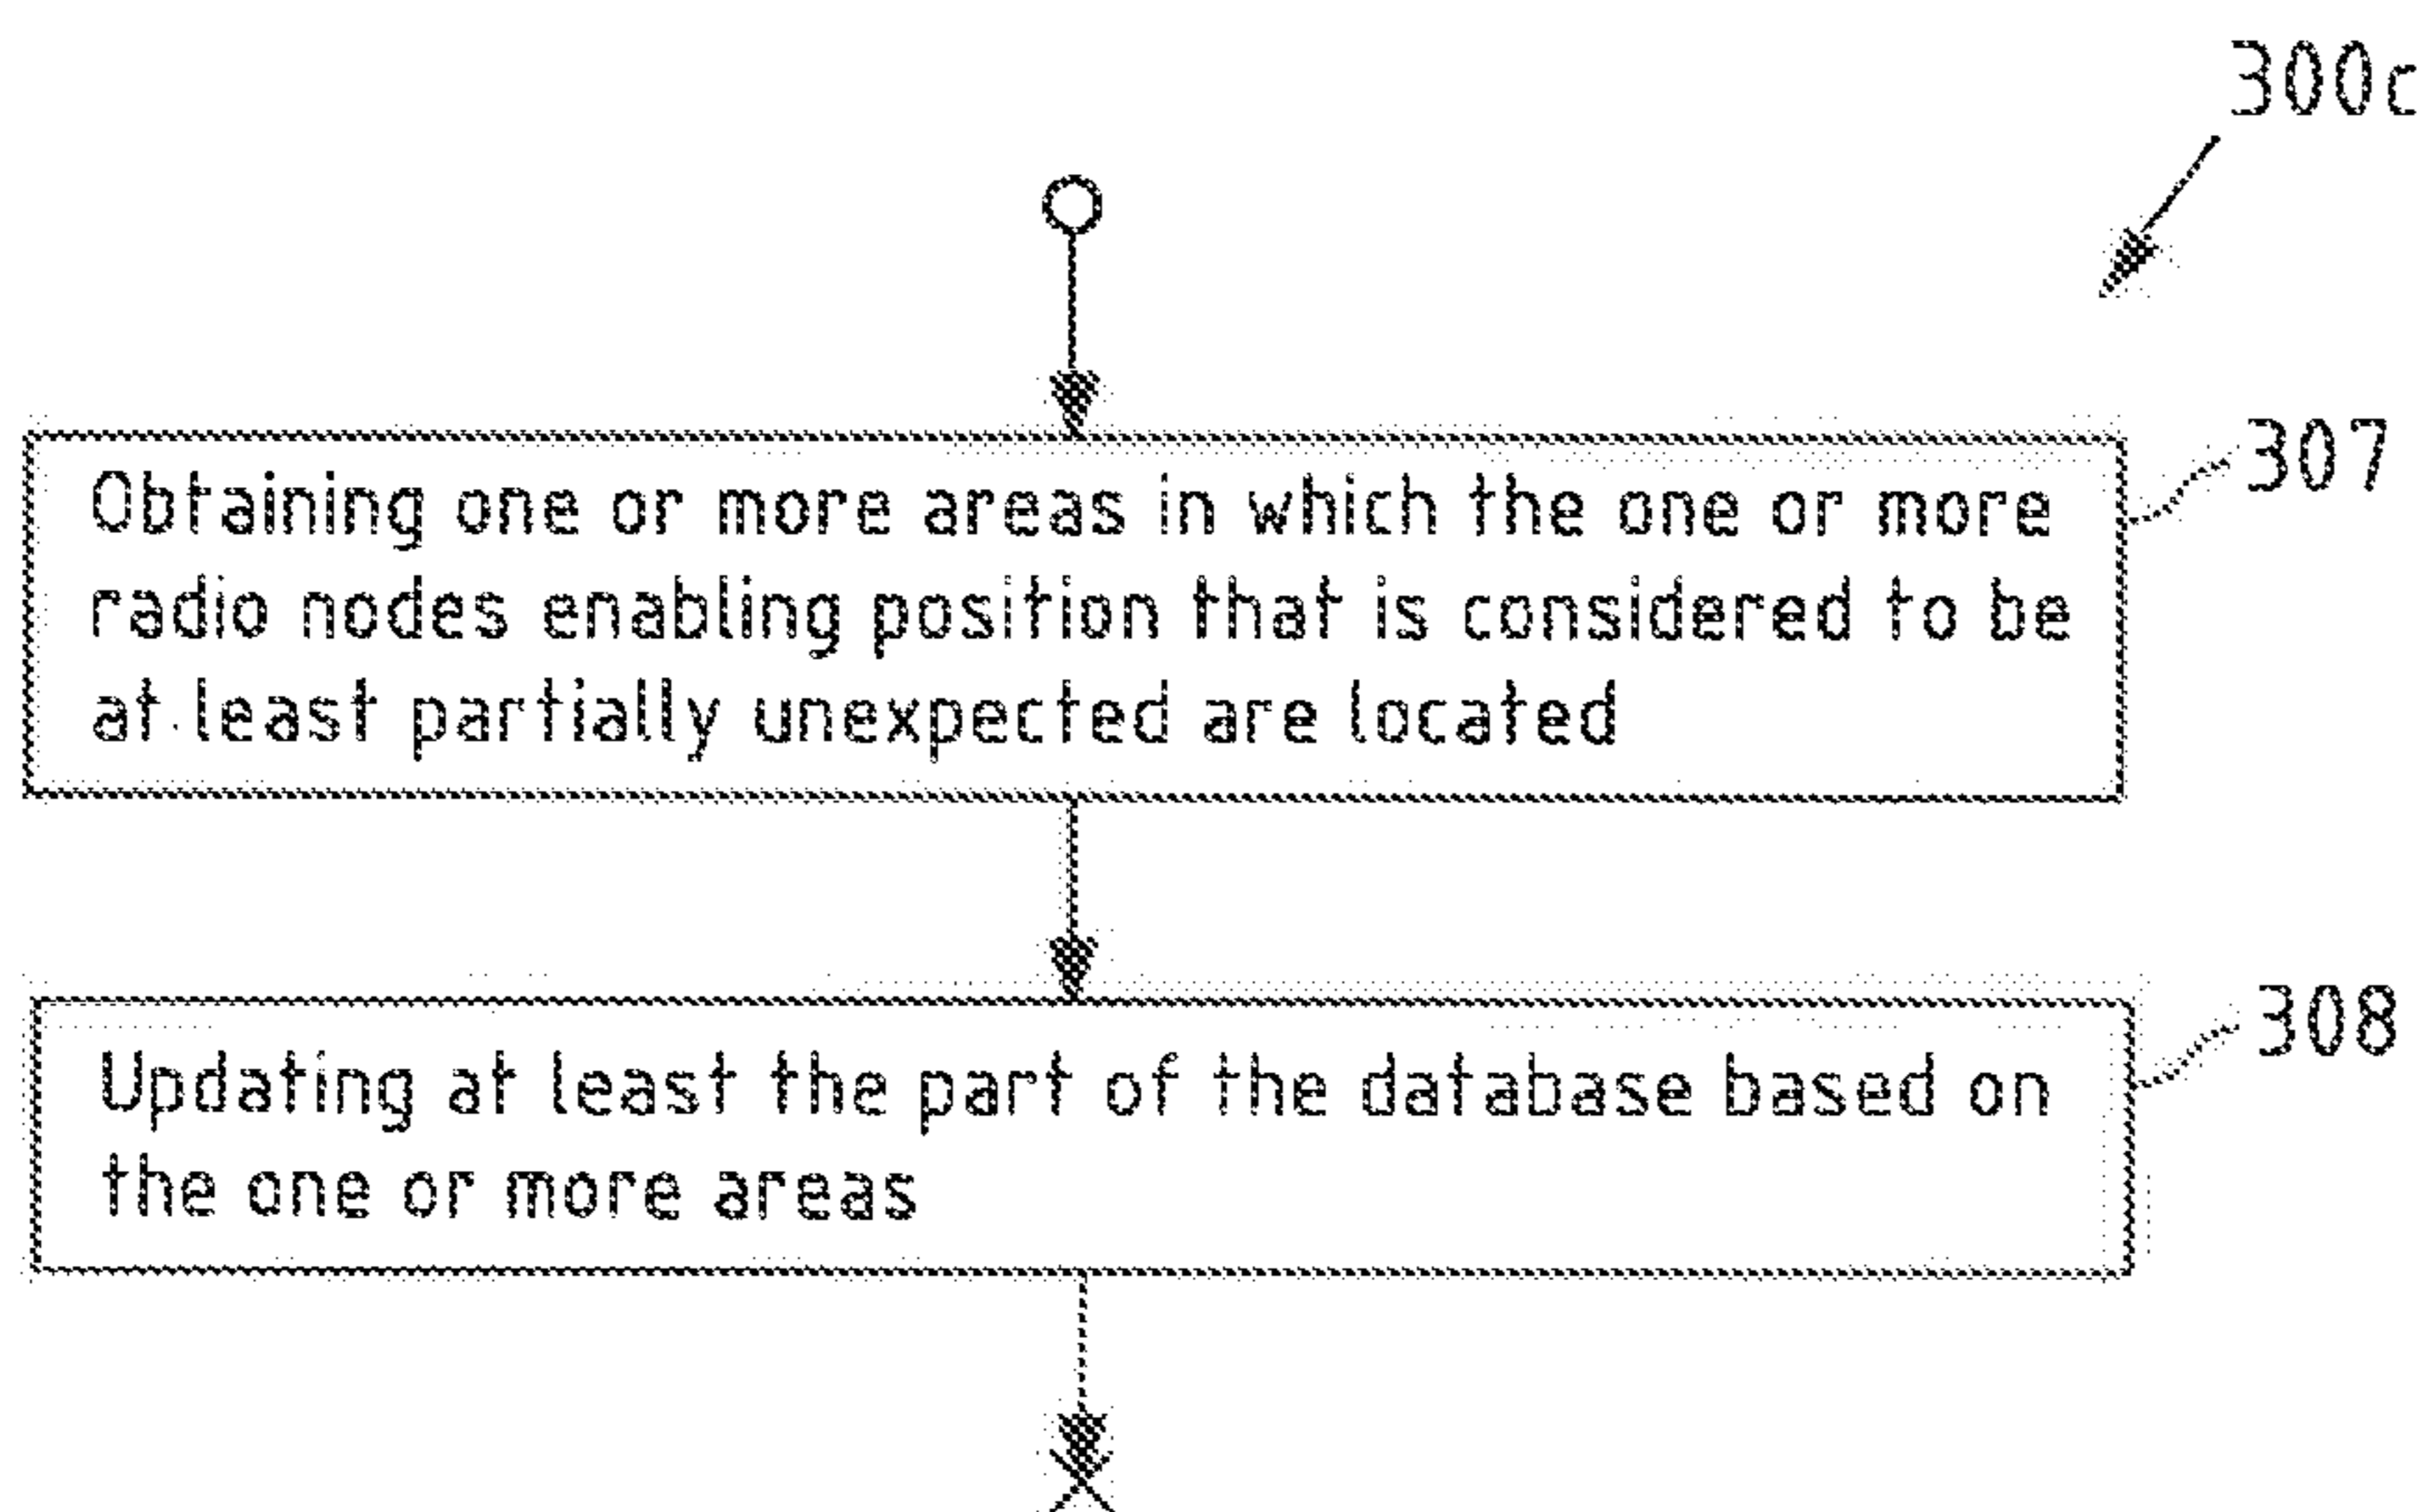 300c
307
Obtaining one or more areas in which the one or more
radio nodes enabling position that is considered to be
at least partially unexpected are located
308
Updating at least the part of the database based on
the one or more areas